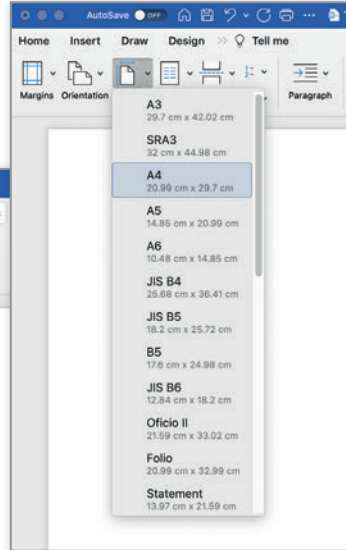 AutoSave OFF
Home Insert Draw Design >> Tell me
Margins Orientation Paragraph
A3
29.7 cm x 42.02 cm
SRA3
32 cm x 44.98 cm
A4
20.99 cm x 29.7 cm
A5
14.85 cm x 20.99 cm
A6
10.48 cm x 14.85 cm
JIS B4
25.68 cm x 36.41 cm
JIS B5
18.2 cm x 25.72 cm
B5
17.6 cm x 24.98 cm
JIS B6
12.84 cm x 18.2 cm
Oficio II
21.59 cm x 33.02 cm
Folio
20.99 cm x 32.99 cm
Statement
13.97 cm x 21.59 cm